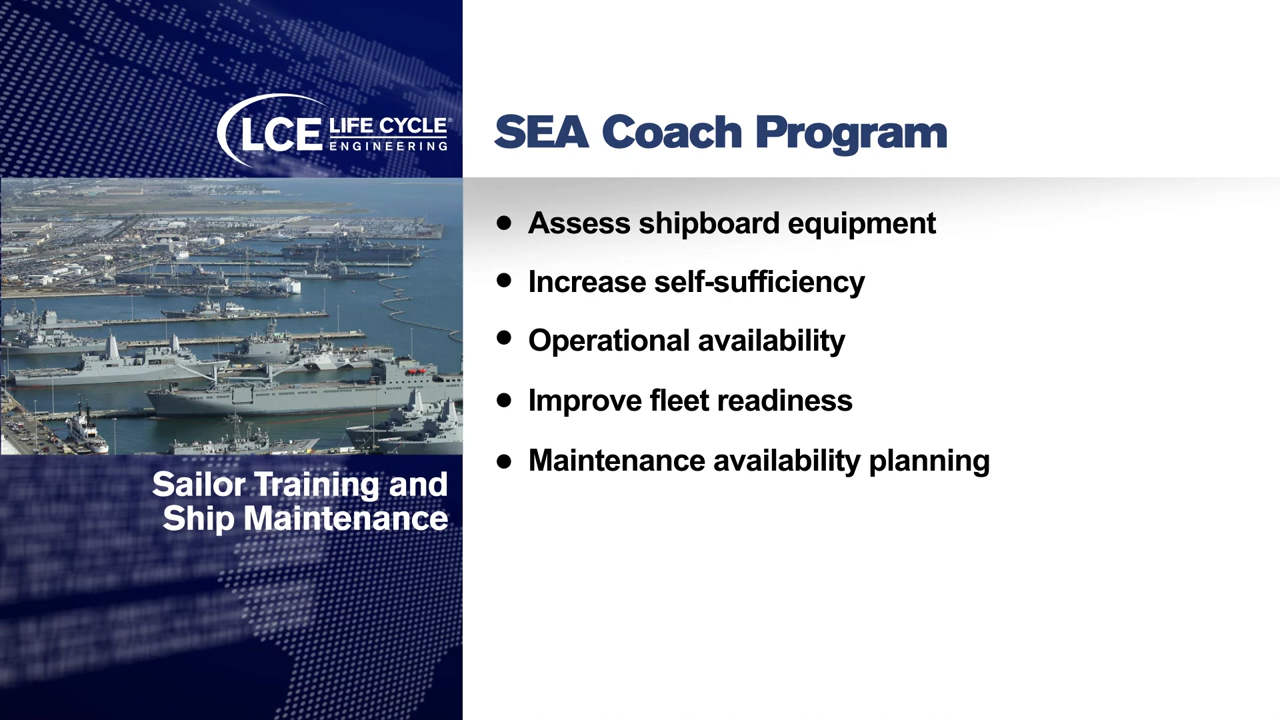 LCE LIFE CYCLE®
ENGINEERING
SEA Coach Program
• Assess shipboard equipment
• Increase self-sufficiency
• Operational availability
• Improve fleet readiness
• Maintenance availability planning
Sailor Training and
Ship Maintenance